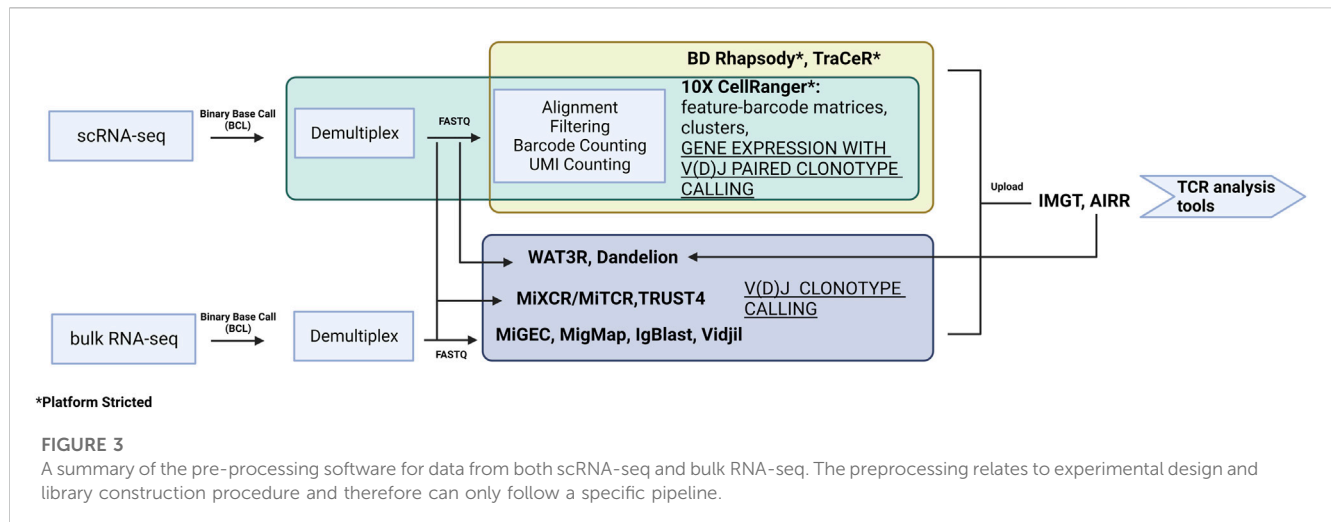 BD Rhapsody*, TraCeR*
scRNA-seq
Binary Base Call
(BCL)
Demultiplex
FASTQ
Alignment
Filtering
Barcode Counting
UMI Counting
10X CellRanger*:
feature-barcode matrices,
clusters,
GENE EXPRESSION WITH
V(D)J PAIRED CLONOTYPE
CALLING
Upload
IMGT, AIRR
TCR analysis
tools
WAT3R, Dandelion
MiXCR/MiTCR,TRUST4
V(D)J CLONOTYPE
CALLING
bulk RNA-seq
Binary Base Call
(BCL)
Demultiplex
FASTQ
MiGEC, MigMap, IgBlast, Vidjil
*Platform Stricted
FIGURE 3
A summary of the pre-processing software for data from both scRNA-seq and bulk RNA-seq. The preprocessing relates to experimental design and
library construction procedure and therefore can only follow a specific pipeline.